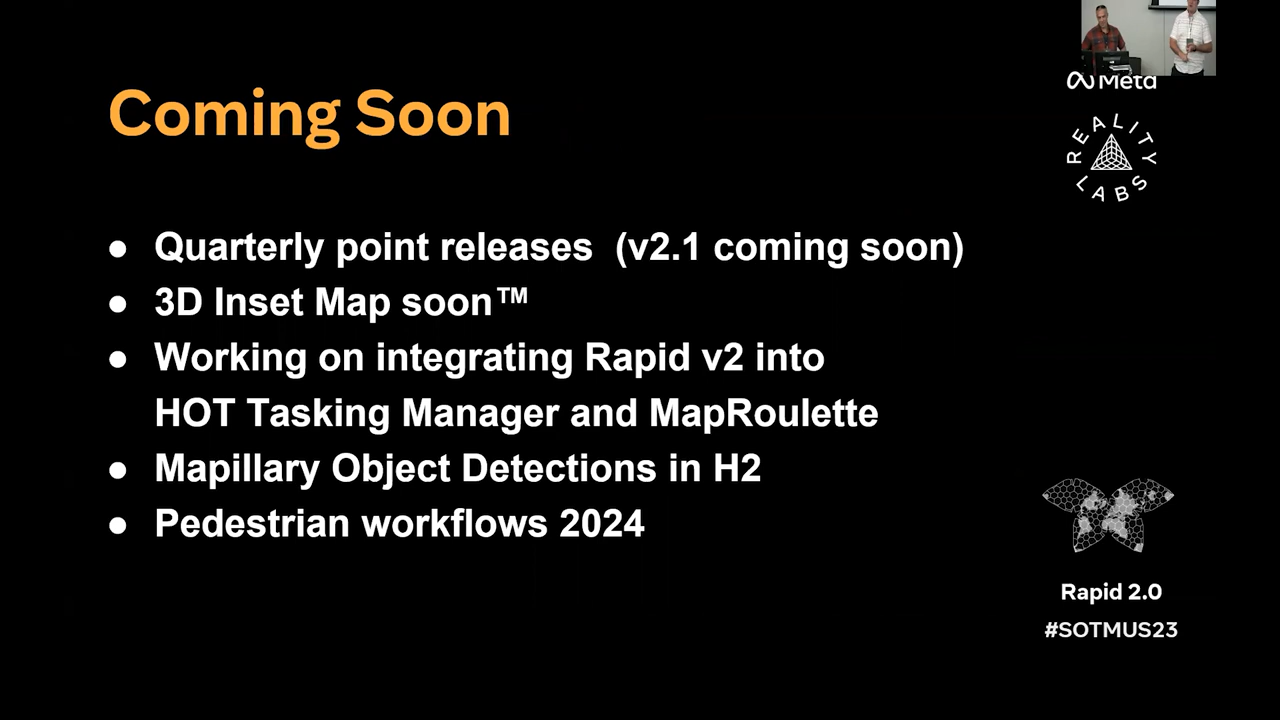 Coming Soon
● Quarterly point releases (v2.1 coming soon)
● 3D Inset Map soon™
● Working on integrating Rapid v2 into
HOT Tasking Manager and MapRoulette
● Mapillary Object Detections in H2
● Pedestrian workflows 2024
Meta
REALITY
LABS
Rapid 2.0
#SOTMUS23